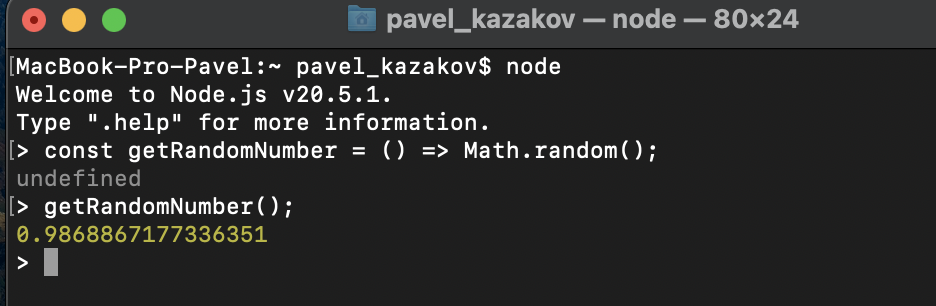 pavel_kazakov — node — 80×24
[MacBook-Pro-Pavel:~ pavel_kazakov$ node
Welcome to Node.js v20.5.1.
Type ".help" for more information.
[> const getRandomNumber = () => Math.random();
undefined
[> getRandomNumber();
0.9868867177336351
>